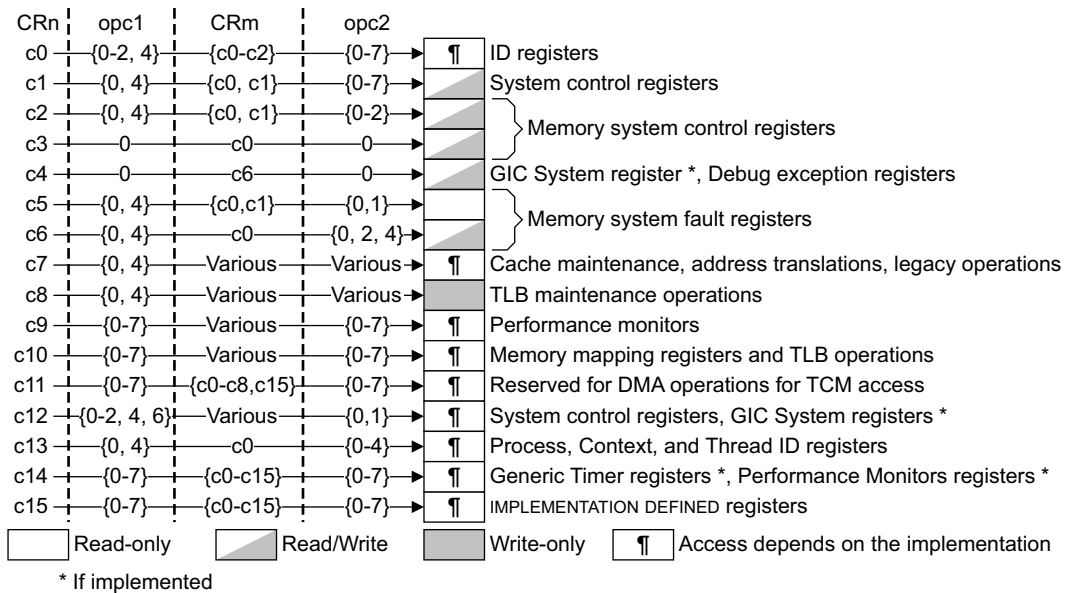 CRn opc1 CRm opc2
c0 {0-2, 4} {c0-c2} {0-7} ¶ ID registers
c1 {0, 4} {c0, c1} {0-7} System control registers
c2 {0, 4} {c0, c1} {0-2}
Memory system control registers
c3 0 c0 0
c4 0 c6 0 GIC System register *, Debug exception registers
c5 {0, 4} {c0,c1} {0,1}
Memory system fault registers
c6 {0, 4} c0 {0, 2, 4}
c7 {0, 4} Various Various ¶ Cache maintenance, address translations, legacy operations
c8 {0, 4} Various Various TLB maintenance operations
c9 {0-7} Various {0-7} ¶ Performance monitors
c10 {0-7} Various {0-7} ¶ Memory mapping registers and TLB operations
c11 {0-7} {c0-c8,c15} {0-7} ¶ Reserved for DMA operations for TCM access
c12 {0-2, 4, 6} Various {0,1} ¶ System control registers, GIC System registers *
c13 {0, 4} c0 {0-4} ¶ Process, Context, and Thread ID registers
c14 {0-7} {c0-c15} {0-7} ¶ Generic Timer registers *, Performance Monitors registers *
c15 {0-7} {c0-c15} {0-7} ¶ IMPLEMENTATION DEFINED registers
Read-only Read/Write Write-only ¶ Access depends on the implementation
* If implemented